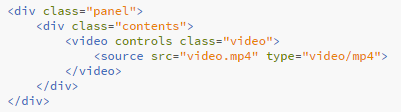 <div class="panel">
    <div class="contents">
        <video controls class="video">
            <source src="video.mp4" type="video/mp4">
        </video>
    </div>
</div>